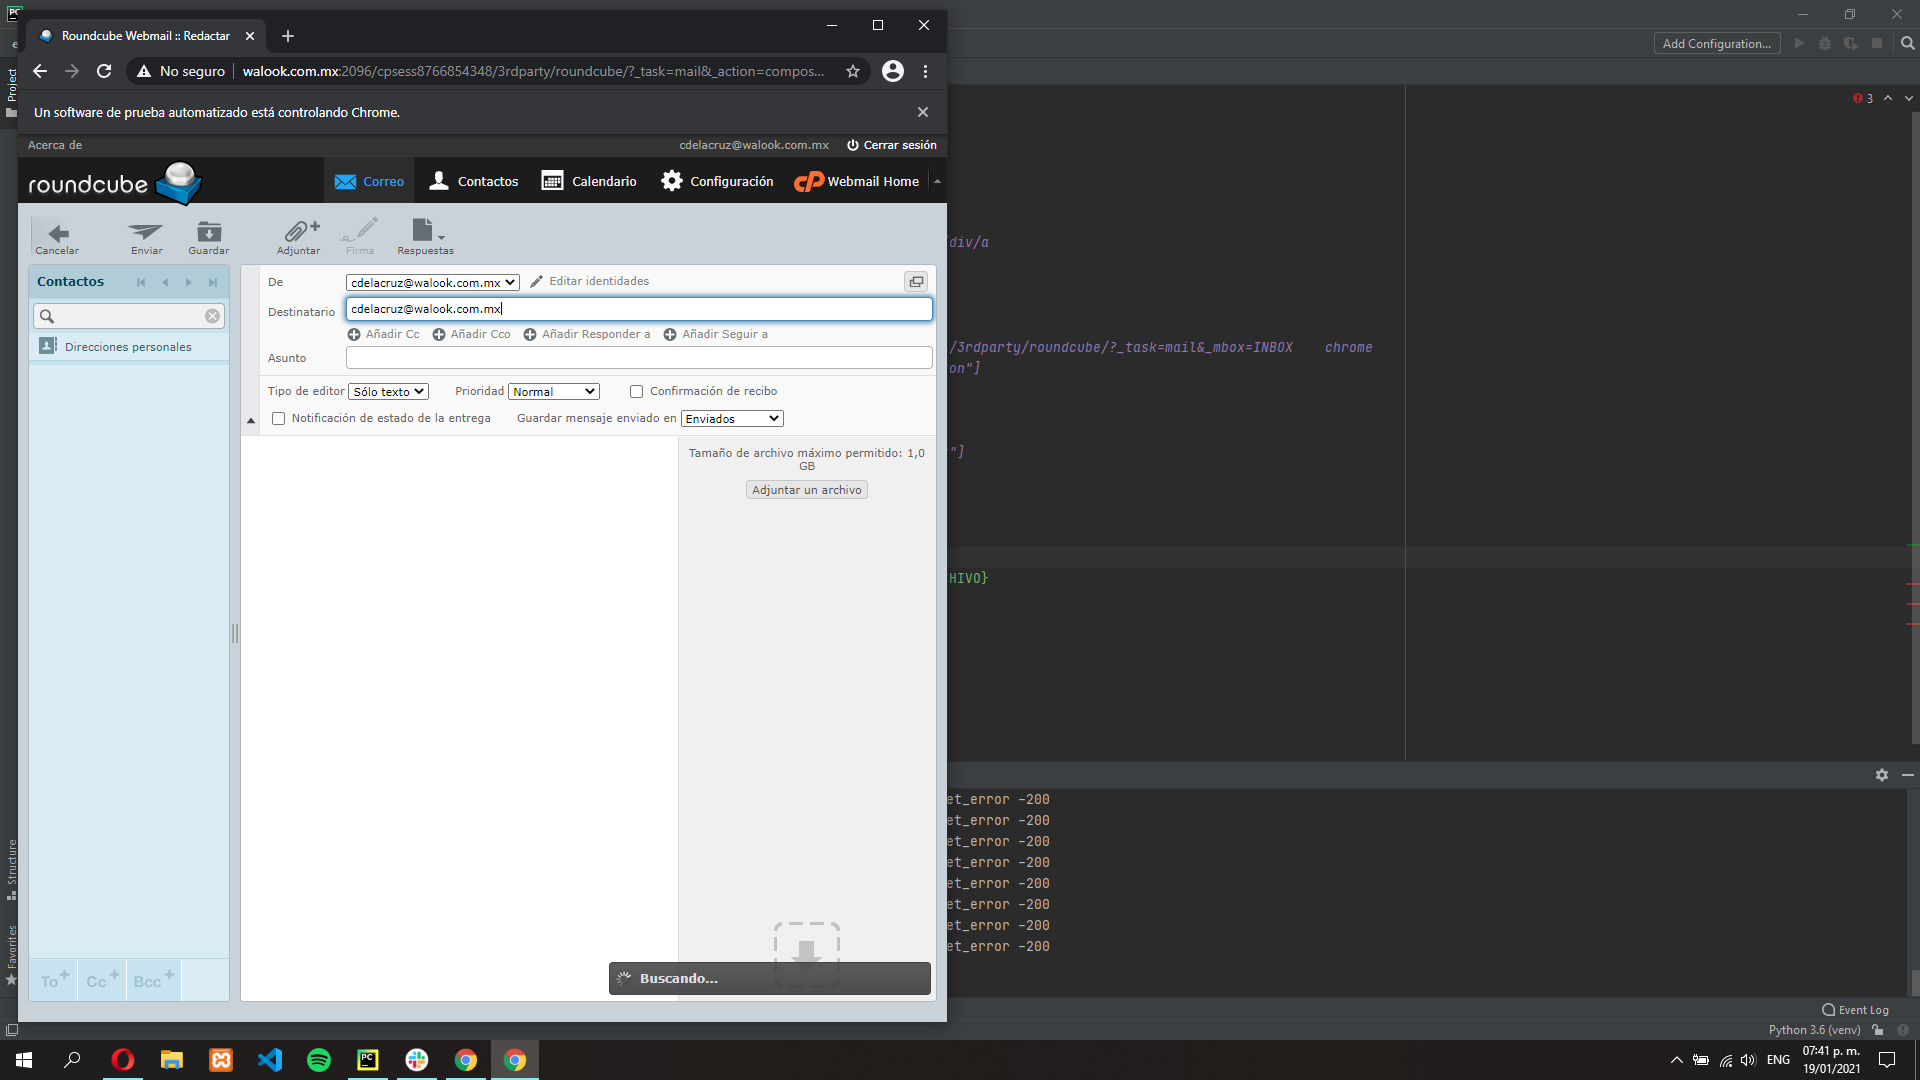 Roundcube Webmail :: Redactar
No seguro
walook.com.mx:2096/cpsess8766854348/3rdparty/roundcube/?_task=mail&_action=compos...
Un software de prueba automatizado está controlando Chrome.
Acerca de
cdelacruz@walook.com.mx
Cerrar sesión
roundcube
Correo
Contactos
Calendario
Configuración
cP Webmail Home
Cancelar
Enviar
Guardar
Adjuntar
Firma
Respuestas
Contactos
Direcciones personales
To+
Cc+
Bcc+
De
cdelacruz@walook.com.mx
Editar identidades
Destinatario
cdelacruz@walook.com.mx
Añadir Cc
Añadir Cco
Añadir Responder a
Añadir Seguir a
Asunto
Tipo de editor
Sólo texto
Prioridad
Normal
Confirmación de recibo
Notificación de estado de la entrega
Guardar mensaje enviado en
Enviados
Tamaño de archivo máximo permitido: 1,0
GB
Adjuntar un archivo
Buscando...
PC
Project
Structure
Favorites
Add Configuration...
3
div/a
/3rdparty/roundcube/?_task=mail&_mbox=INBOX    chrome
on"]
"]
HIVO}
et_error -200
et_error -200
et_error -200
et_error -200
et_error -200
et_error -200
et_error -200
et_error -200
Event Log
Python 3.6 (venv)
PC
ENG
07:41 p. m.
19/01/2021